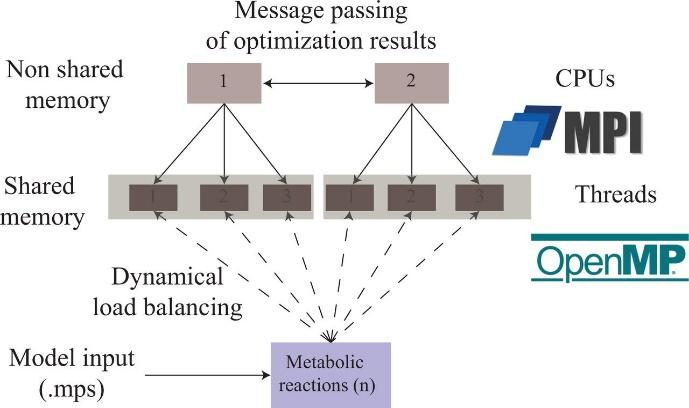 Message passing
of optimization results
Non shared
memory
1
2
CPUs
MPI
Shared
memory
1
2
3
1
2
3
Threads
OpenMP
Dynamical
load balancing
Model input
(.mps)
Metabolic
reactions (n)